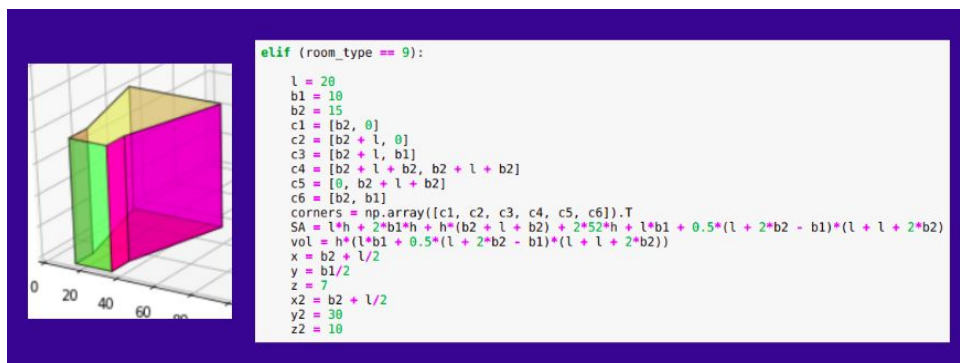 elif (room_type == 9):
l = 20
b1 = 10
b2 = 15
c1 = [b2, 0]
c2 = [b2 + l, 0]
c3 = [b2 + l, b1]
c4 = [b2 + l + b2, b2 + l + b2]
c5 = [0, b2 + l + b2]
c6 = [b2, b1]
corners = np.array([c1, c2, c3, c4, c5, c6]).T
SA = l*h + 2*b1*h + h*(b2 + l + b2) + 2*52*h + l*b1 + 0.5*(l + 2*b2 - b1)*(l + l + 2*b2)
vol = h*(l*b1 + 0.5*(l + 2*b2 - b1)*(l + l + 2*b2))
x = b2 + l/2
y = b1/2
z = 7
x2 = b2 + l/2
y2 = 30
z2 = 10
0
20
40
60